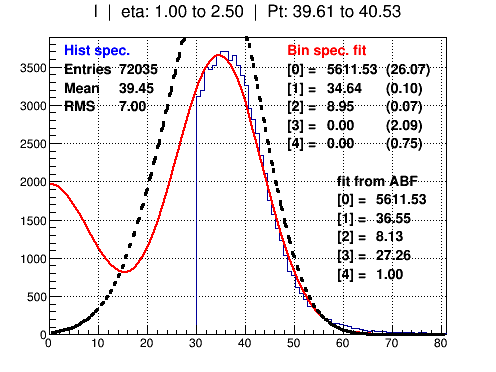 I | eta: 1.00 to 2.50 | Pt: 39.61 to 40.53
Hist spec.
Entries 72035
Mean 39.45
RMS 7.00
Bin spec. fit
[0] = 5611.53 (26.07)
[1] = 34.64 (0.10)
[2] = 8.95 (0.07)
[3] = 0.00 (2.09)
[4] = 0.00 (0.75)
fit from ABF
[0] = 5611.53
[1] = 36.55
[2] = 8.13
[3] = 27.26
[4] = 1.00
3500
3000
2500
2000
1500
1000
500
0
0 10 20 30 40 50 60 70 80